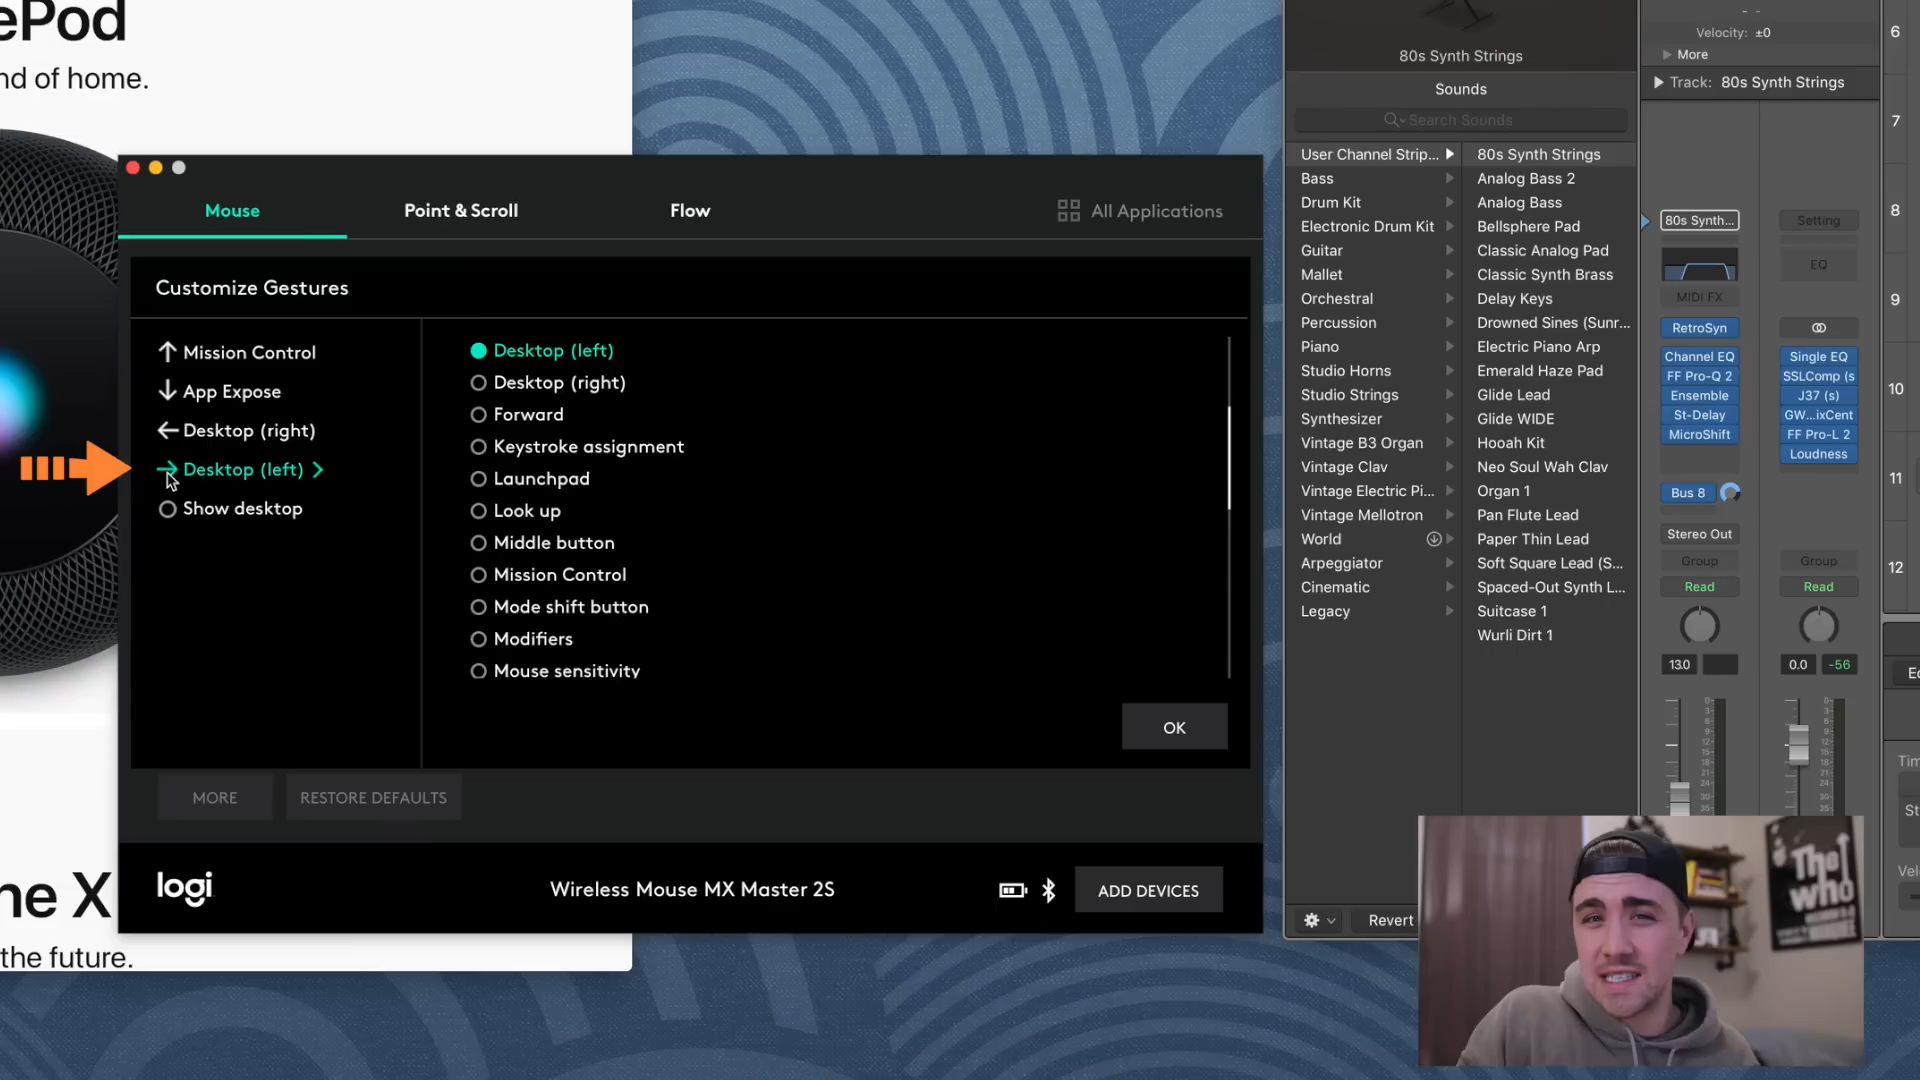 ePod
nd of home.
ne X
the future.
Mouse
Point & Scroll
Flow
All Applications
Customize Gestures
Mission Control
App Expose
Desktop (right)
Desktop (left)
Show desktop
Desktop (left)
Desktop (right)
Forward
Keystroke assignment
Launchpad
Look up
Middle button
Mission Control
Mode shift button
Modifiers
Mouse sensitivity
OK
MORE
RESTORE DEFAULTS
logi
Wireless Mouse MX Master 2S
ADD DEVICES
80s Synth Strings
Sounds
Search Sounds
User Channel Strip...
Bass
Drum Kit
Electronic Drum Kit
Guitar
Mallet
Orchestral
Percussion
Piano
Studio Horns
Studio Strings
Synthesizer
Vintage B3 Organ
Vintage Clav
Vintage Electric Pi...
Vintage Mellotron
World
Arpeggiator
Cinematic
Legacy
80s Synth Strings
Analog Bass 2
Analog Bass
Bellsphere Pad
Classic Analog Pad
Classic Synth Brass
Delay Keys
Drowned Sines (Sunr...
Electric Piano Arp
Emerald Haze Pad
Glide Lead
Glide WIDE
Hooah Kit
Neo Soul Wah Clav
Organ 1
Pan Flute Lead
Paper Thin Lead
Soft Square Lead (S...
Spaced-Out Synth L...
Suitcase 1
Wurli Dirt 1
Revert
Velocity: ±0
More
Track: 80s Synth Strings
80s Synth...
MIDI FX
RetroSyn
Channel EQ
FF Pro-Q 2
Ensemble
St-Delay
MicroShift
Bus 8
Stereo Out
Group
Read
13.0
Setting
EQ
Single EQ
SSLComp (s
J37 (s)
GW...ixCent
FF Pro-L 2
Loudness
Group
Read
0.0 -56
6
7
8
9
10
11
12
Ec
Tim
St
Vel
The
who